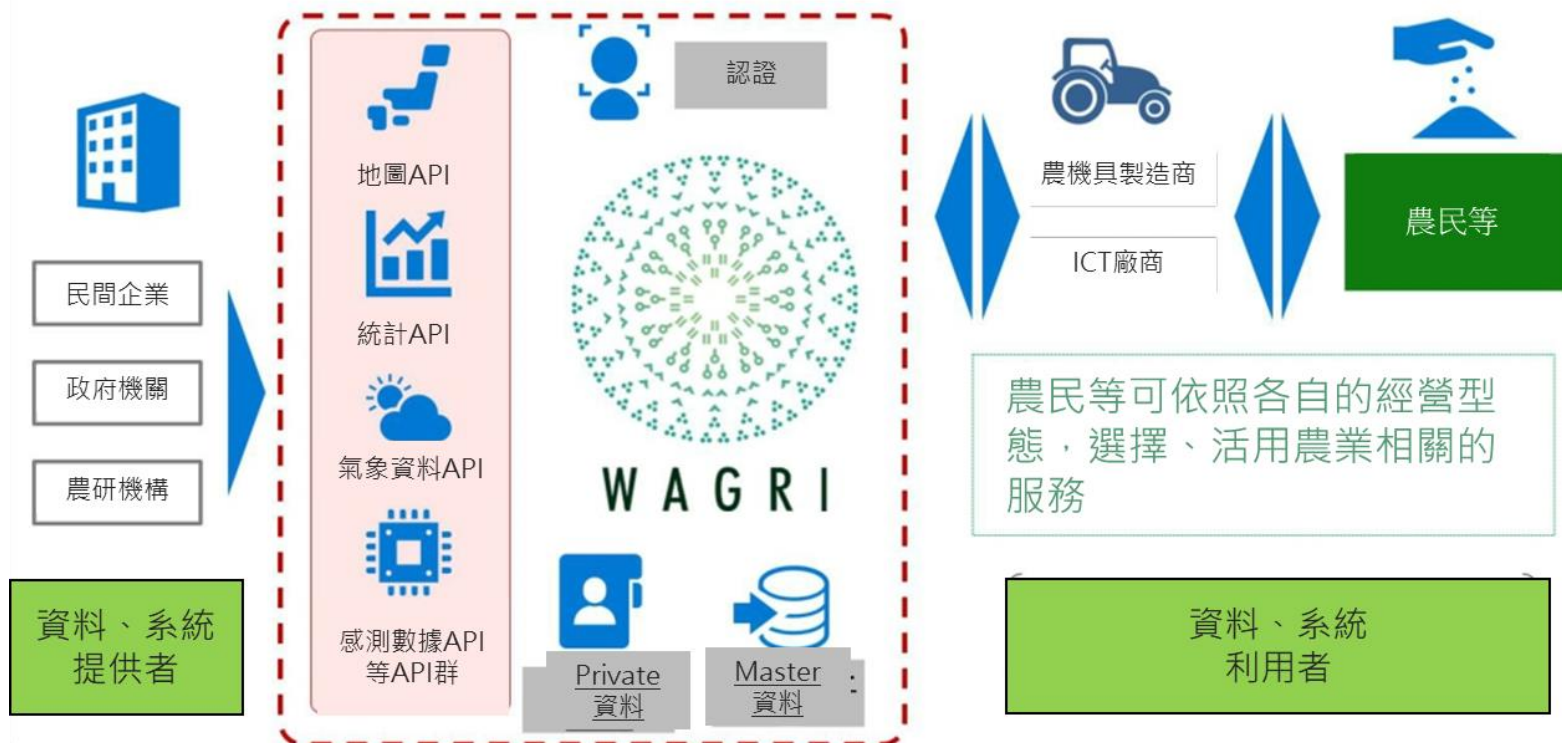 民間企業
政府機關
農研機構
資料、系統
提供者
地圖API
統計API
氣象資料API
感測數據API
等API群
認證
WAGRI
Private
資料
Master
資料
農機具製造商
ICT廠商
農民等
農民等可依照各自的經營型
態，選擇、活用農業相關的
服務
資料、系統
利用者